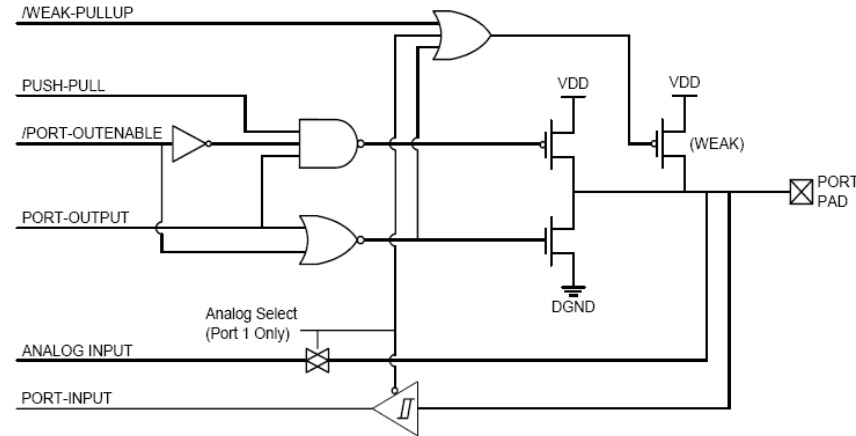 /WEAK-PULLUP
PUSH-PULL
VDD
VDD
/PORT-OUTENABLE
(WEAK)
PORT
PAD
PORT-OUTPUT
DGND
Analog Select
(Port 1 Only)
ANALOG INPUT
PORT-INPUT